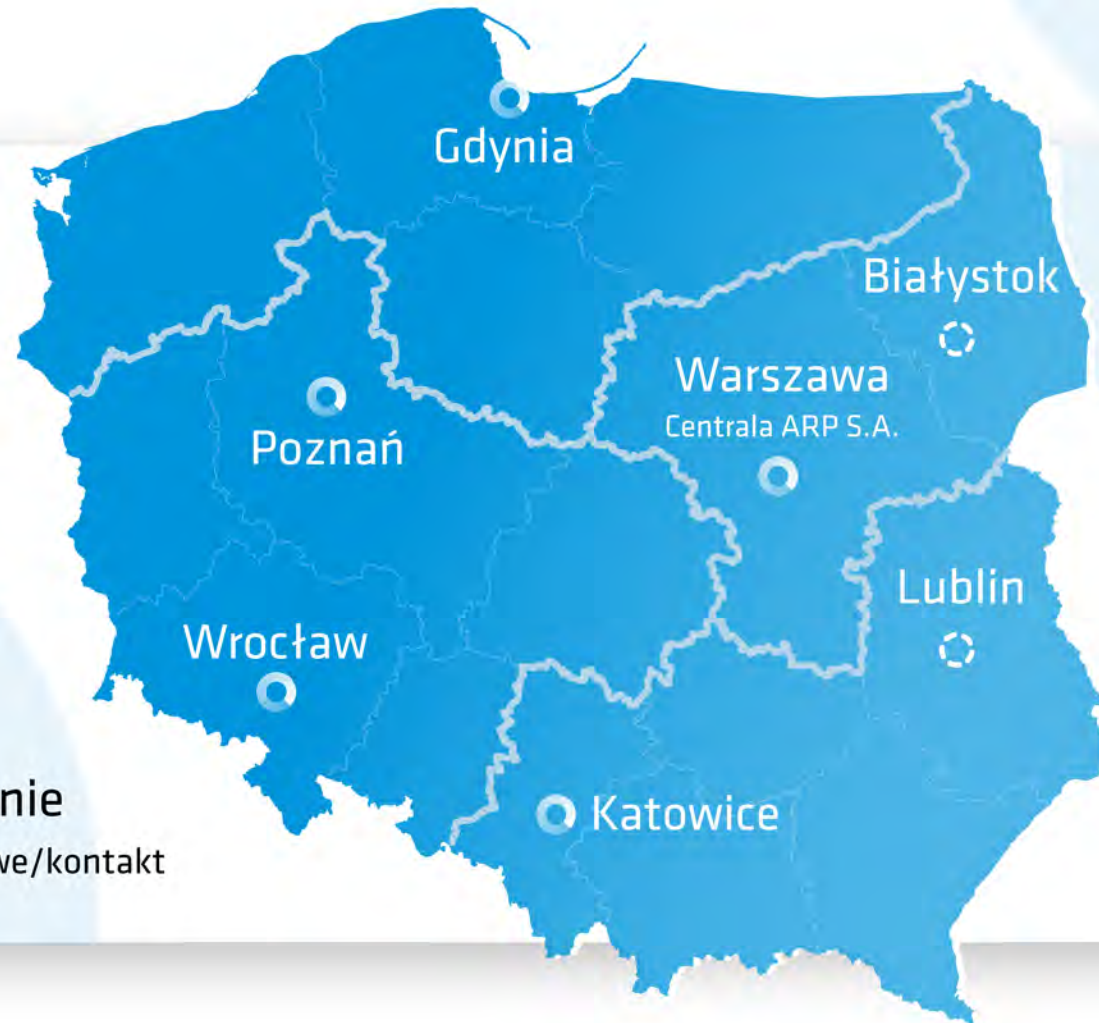 Gdynia
Białystok
Warszawa
Centrala ARP S.A.
Poznań
Lublin
Wrocław
nie
Katowice
we/kontakt